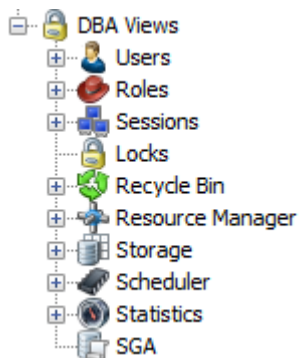 DBA Views
Users
Roles
Sessions
Locks
Recycle Bin
Resource Manager
Storage
Scheduler
Statistics
SGA